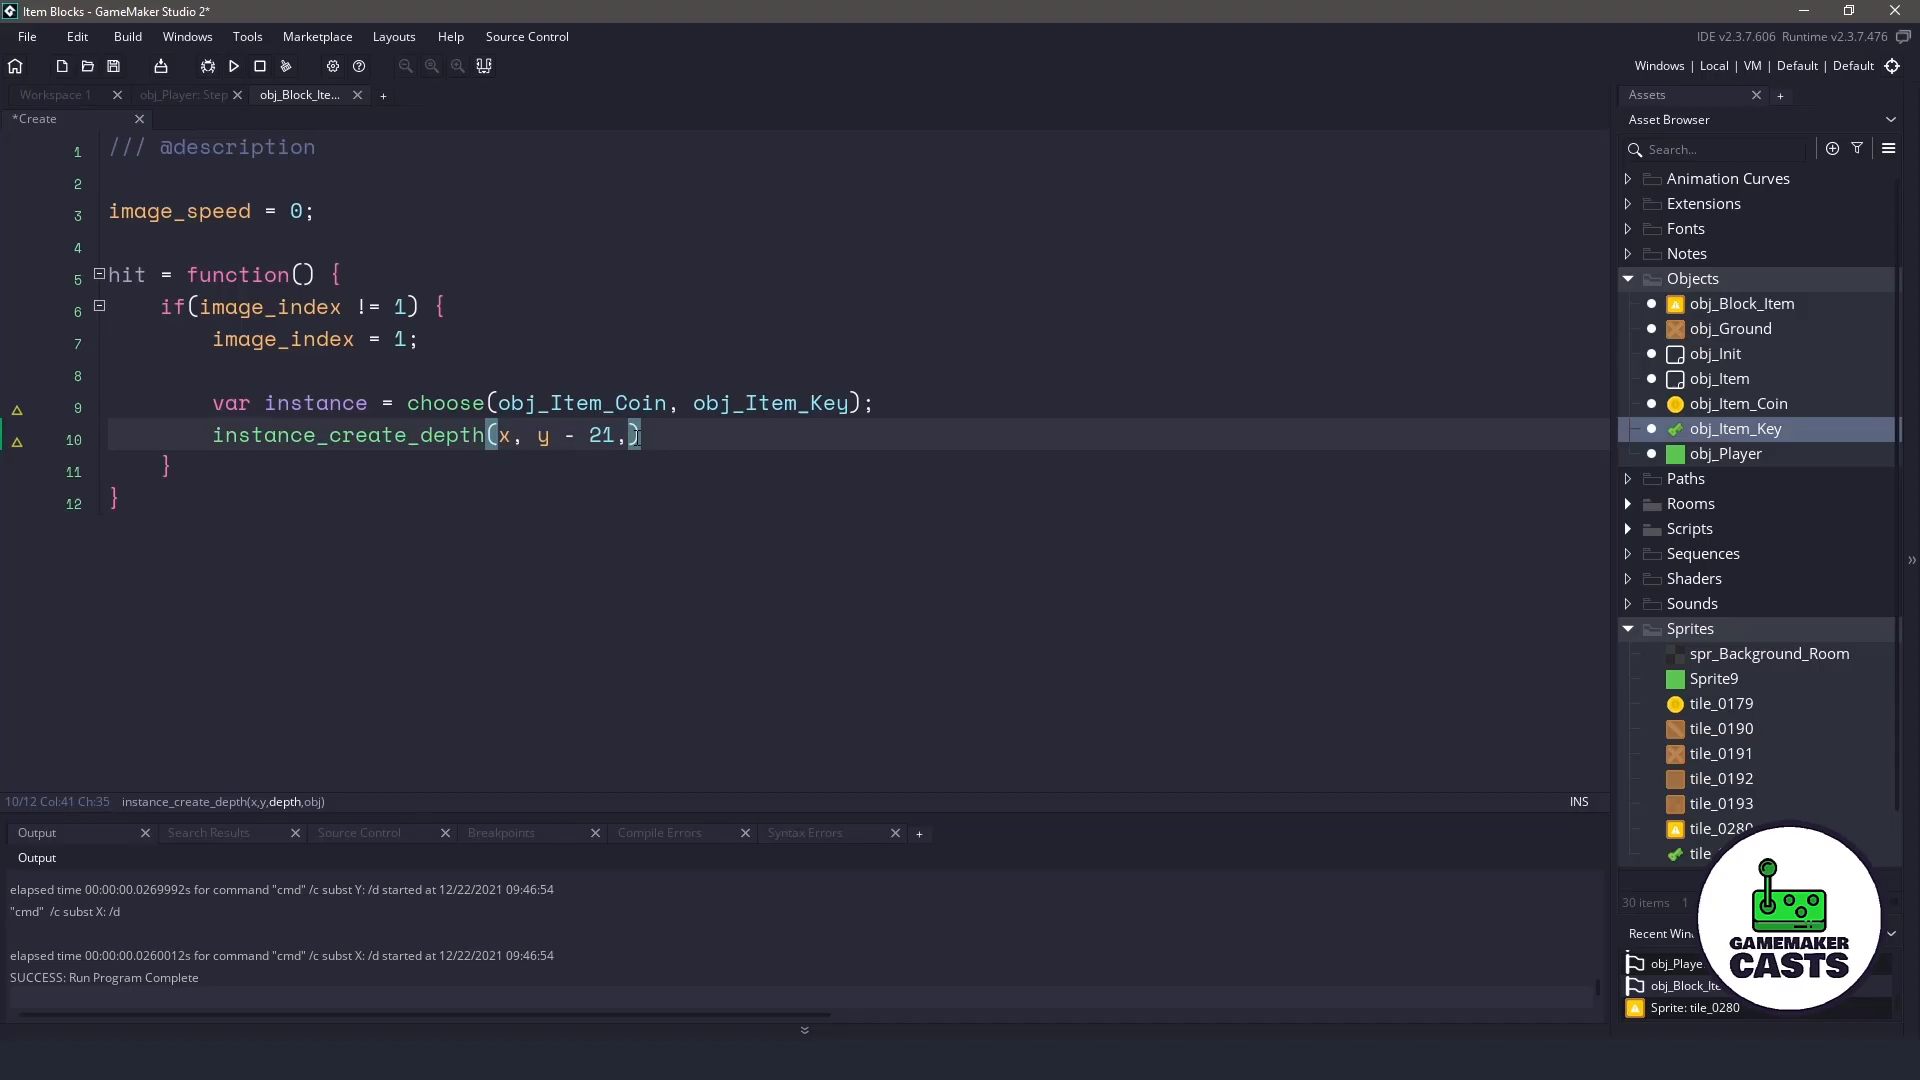 Item Blocks - GameMaker Studio 2*
File Edit Build Windows Tools Marketplace Layouts Help Source Control
IDE v2.3.7.606 Runtime v2.3.7.476
Windows | Local | VM | Default | Default
Workspace 1 obj_Player: Step obj_Block_Ite... +
Assets +
*Create
Asset Browser
Search...
1 /// @description
2
3 image_speed = 0;
4
5 hit = function() {
6 if(image_index != 1) {
7 image_index = 1;
8
9 var instance = choose(obj_Item_Coin, obj_Item_Key);
10 instance_create_depth(x, y - 21,)
11 }
12 }
Animation Curves
Extensions
Fonts
Notes
Objects
obj_Block_Item
obj_Ground
obj_Init
obj_Item
obj_Item_Coin
obj_Item_Key
obj_Player
Paths
Rooms
Scripts
Sequences
Shaders
Sounds
Sprites
spr_Background_Room
Sprite9
tile_0179
tile_0190
tile_0191
tile_0192
tile_0193
tile_0280
tile
30 items 1
Recent Win
obj_Playe
obj_Block_Ite
Sprite: tile_0280
GAMEMAKER
CASTS
10/12 Col:41 Ch:35 instance_create_depth(x,y,depth,obj) INS
Output Search Results Source Control Breakpoints Compile Errors Syntax Errors +
Output
elapsed time 00:00:00.0269992s for command "cmd" /c subst Y: /d started at 12/22/2021 09:46:54
"cmd" /c subst X: /d
elapsed time 00:00:00.0260012s for command "cmd" /c subst X: /d started at 12/22/2021 09:46:54
SUCCESS: Run Program Complete